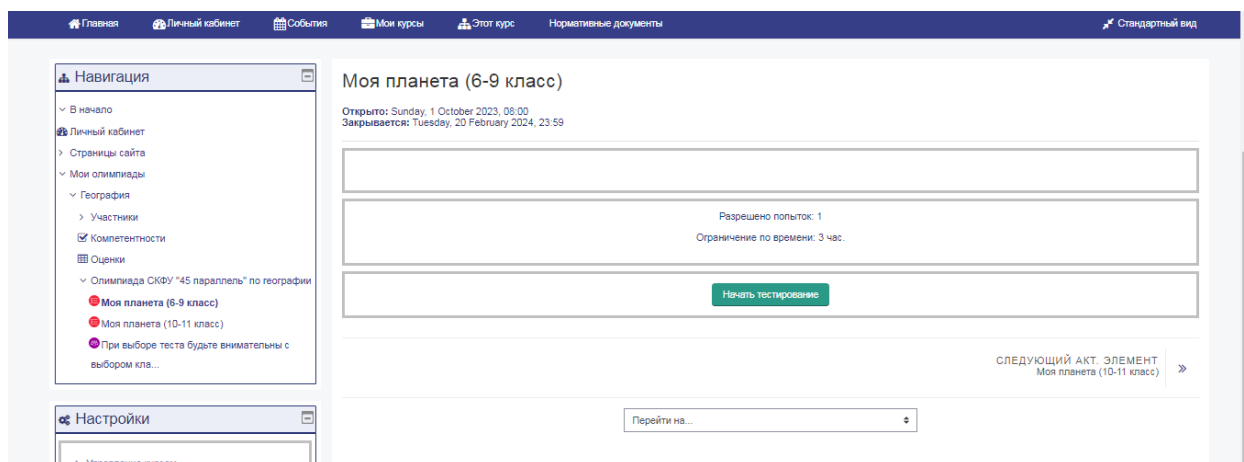 Главная
Личный кабинет
События
Мои курсы
Этот курс
Нормативные документы
Стандартный вид
Навигация
В начало
Личный кабинет
Страницы сайта
Мои олимпиады
География
Участники
Компетентности
Оценки
Олимпиада СКФУ "45 параллель" по географии
Моя планета (6-9 класс)
Моя планета (10-11 класс)
При выборе теста будьте внимательны с
выбором кла...
Настройки
Моя планета (6-9 класс)
Открыто: Sunday, 1 October 2023, 08:00
Закрывается: Tuesday, 20 February 2024, 23:59
Разрешено попыток: 1
Ограничение по времени: 3 час.
Начать тестирование
СЛЕДУЮЩИЙ АКТ. ЭЛЕМЕНТ
Моя планета (10-11 класс)
Перейти на...